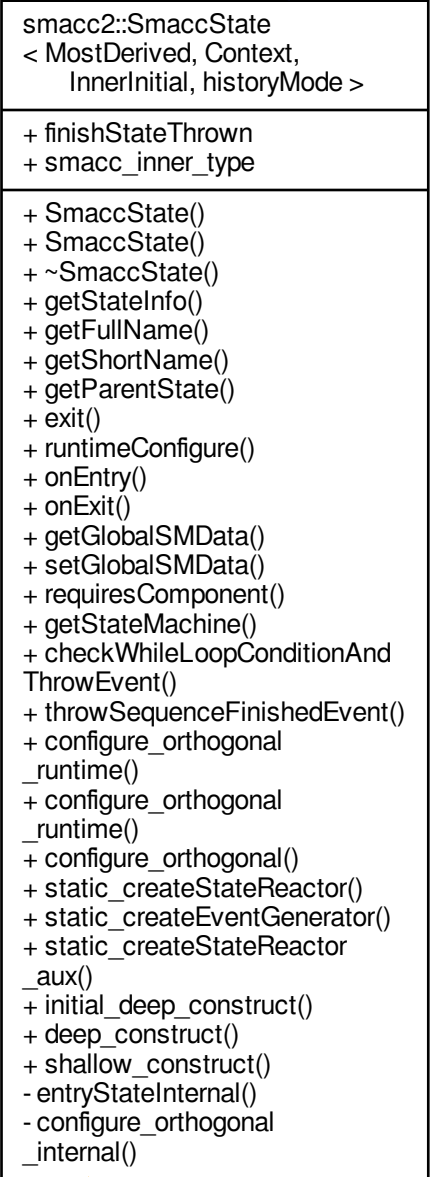 smacc2::SmaccState
< MostDerived, Context,
InnerInitial, historyMode >
+ finishStateThrown
+ smacc_inner_type
+ SmaccState()
+ SmaccState()
+ ~SmaccState()
+ getStateInfo()
+ getFullName()
+ getShortName()
+ getParentState()
+ exit()
+ runtimeConfigure()
+ onEntry()
+ onExit()
+ getGlobalSMData()
+ setGlobalSMData()
+ requiresComponent()
+ getStateMachine()
+ checkWhileLoopConditionAnd
ThrowEvent()
+ throwSequenceFinishedEvent()
+ configure_orthogonal
_runtime()
+ configure_orthogonal
_runtime()
+ configure_orthogonal()
+ static_createStateReactor()
+ static_createEventGenerator()
+ static_createStateReactor
_aux()
+ initial_deep_construct()
+ deep_construct()
+ shallow_construct()
- entryStateInternal()
- configure_orthogonal
_internal()